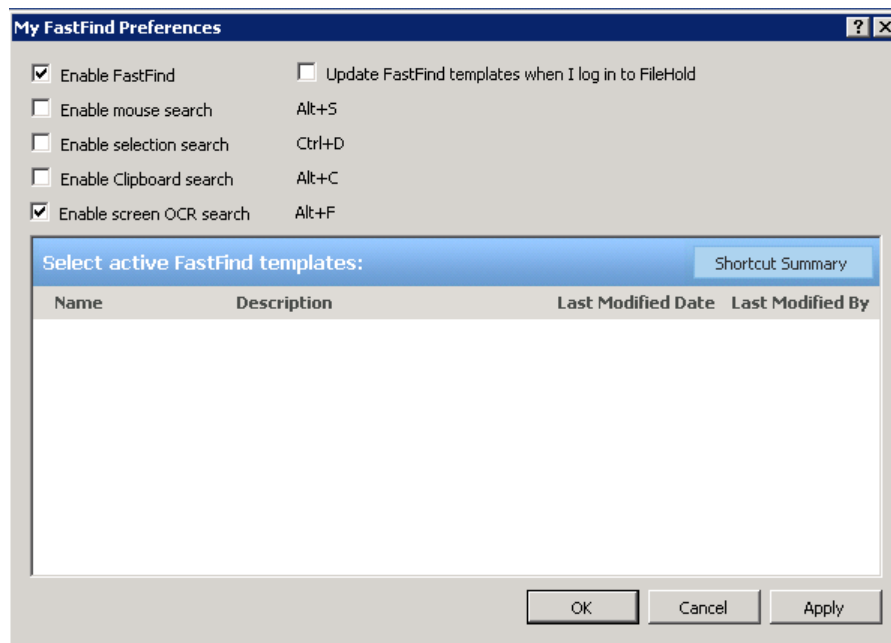 My FastFind Preferences
Enable FastFind Update FastFind templates when I log in to FileHold
Enable mouse search Alt+S
Enable selection search Ctrl+D
Enable Clipboard search Alt+C
Enable screen OCR search Alt+F
Select active FastFind templates: Shortcut Summary
Name Description Last Modified Date Last Modified By
OK Cancel Apply